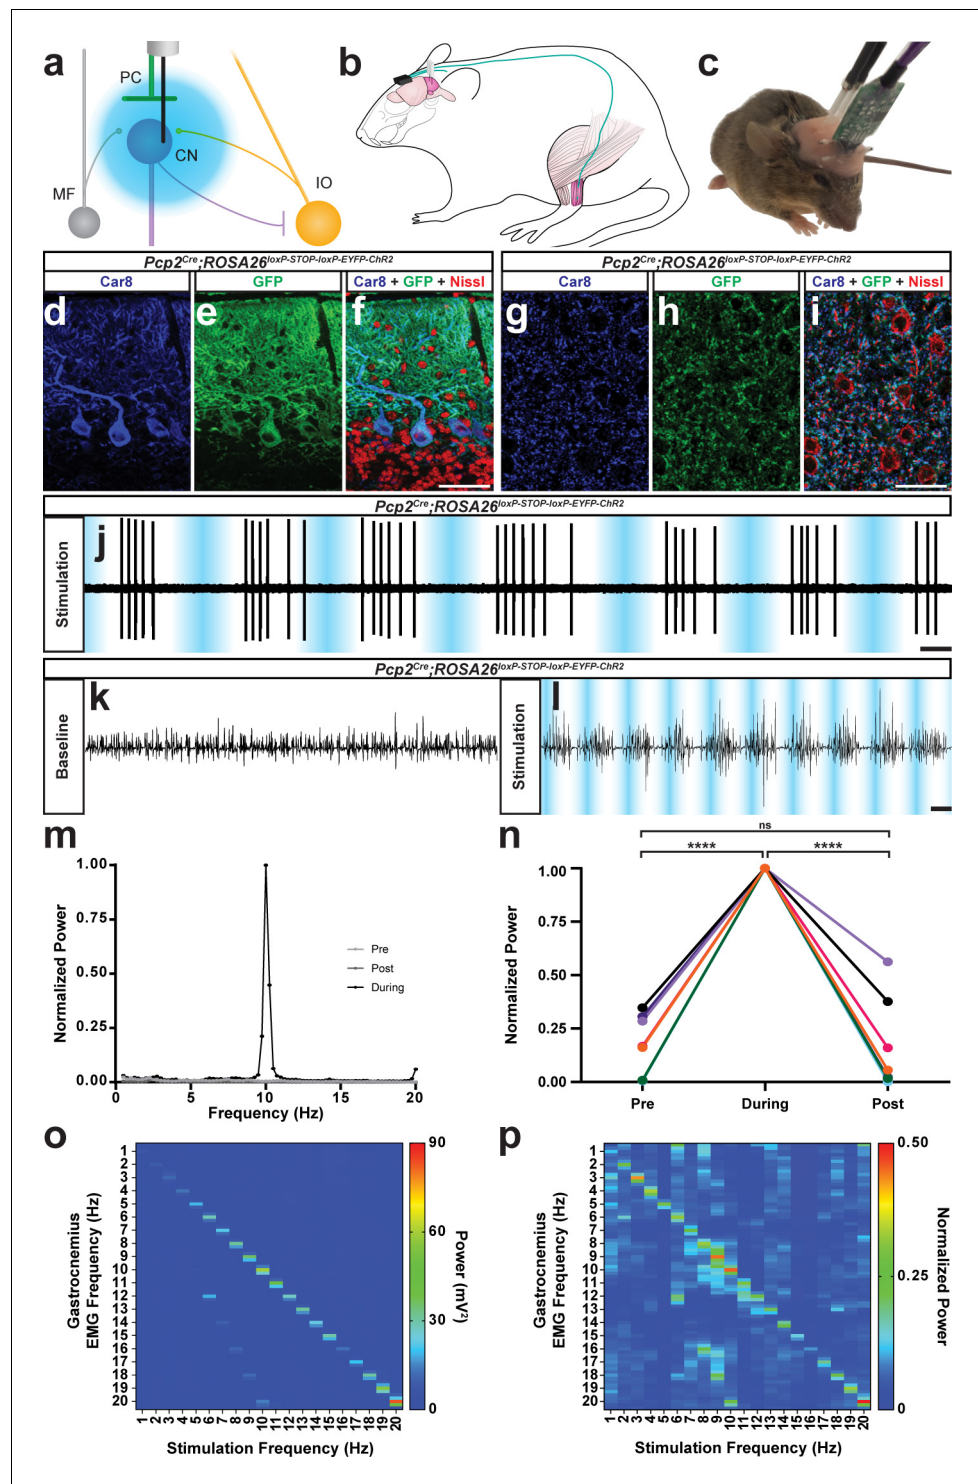 a
PC
CN
MF
IO
b
c
Pcp2Cre;ROSA26loxP-STOP-loxP-EYFP-ChR2
Pcp2Cre;ROSA26loxP-STOP-loxP-EYFP-ChR2
Car8
GFP
Car8 + GFP + Nissl
Car8
GFP
Car8 + GFP + Nissl
d
e
f
g
h
i
Pcp2Cre;ROSA26loxP-STOP-loxP-EYFP-ChR2
Stimulation
j
Pcp2Cre;ROSA26loxP-STOP-loxP-EYFP-ChR2
Baseline
k
Stimulation
l
m
1.00
0.75
0.50
0.25
0.00
Normalized Power
0 5 10 15 20
Frequency (Hz)
Pre
Post
During
n
ns
**** ****
1.00
0.75
0.50
0.25
0.00
Normalized Power
Pre During Post
o
Gastrocnemius
EMG Frequency (Hz)
1
2
3
4
5
6
7
8
9
10
11
12
13
14
15
16
17
18
19
20
1 2 3 4 5 6 7 8 9 10 11 12 13 14 15 16 17 18 19 20
Stimulation Frequency (Hz)
90
60
30
0
Power (mV2)
p
Gastrocnemius
EMG Frequency (Hz)
1
2
3
4
5
6
7
8
9
10
11
12
13
14
15
16
17
18
19
20
1 2 3 4 5 6 7 8 9 10 11 12 13 14 15 16 17 18 19 20
Stimulation Frequency (Hz)
0.50
0.25
0
Normalized Power